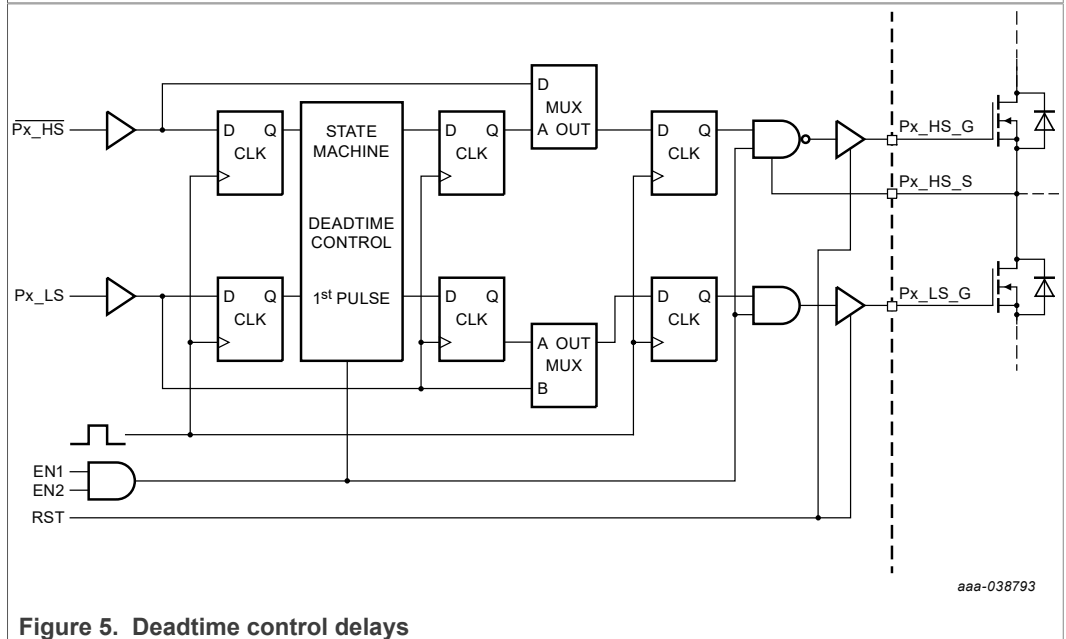 D
MUX
A OUT
Px_HS
D Q
CLK
STATE
MACHINE
DEADTIME
CONTROL
1st PULSE
D Q
CLK
D Q
CLK
Px_HS_G
Px_HS_S
Px_LS
D Q
CLK
D Q
CLK
D Q
CLK
Px_LS_G
A OUT
MUX
B
EN1
EN2
RST
aaa-038793
Figure 5. Deadtime control delays